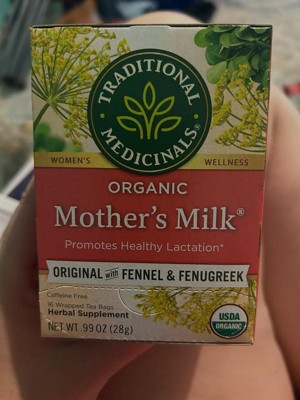 TRADITIONAL
MEDICINALS®
WOMEN'S WELLNESS
ORGANIC
Mother's Milk®
Promotes Healthy Lactation*
ORIGINAL with FENNEL & FENUGREEK
Caffeine Free
16 Wrapped Tea Bags
Herbal Supplement
NET WT .99 OZ (28g)
USDA
ORGANIC